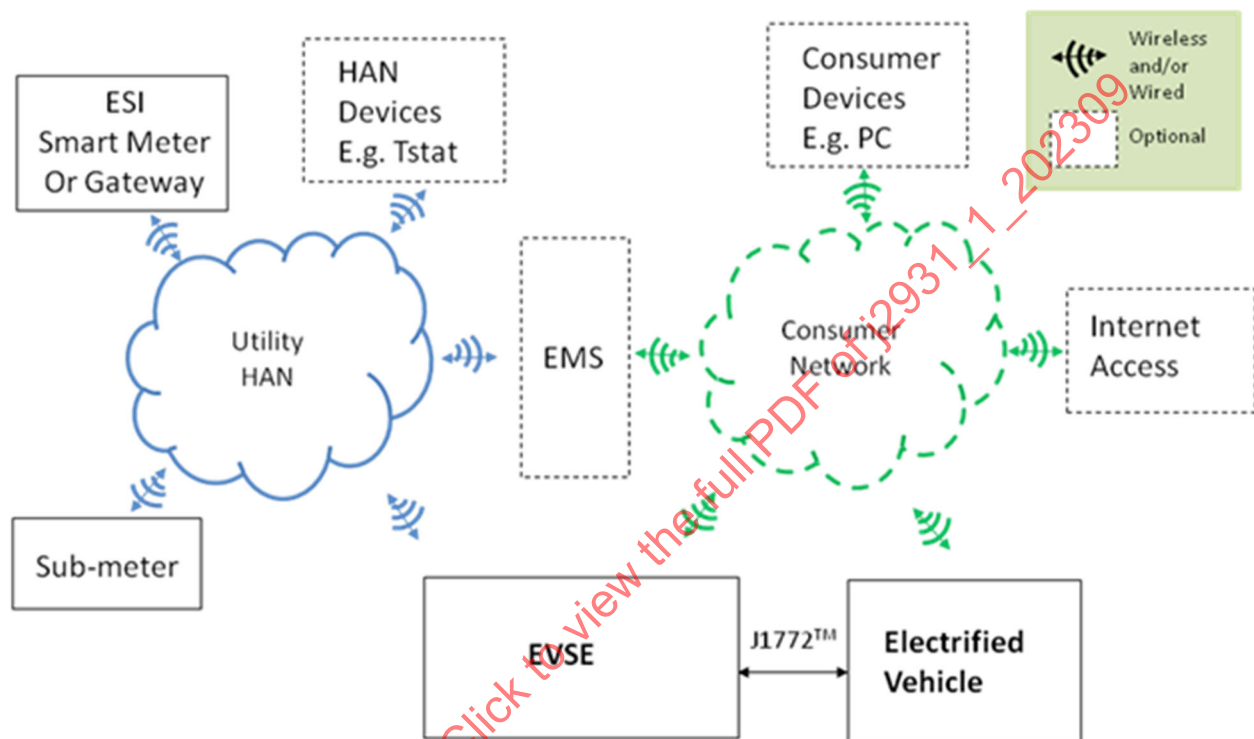 ESI
Smart Meter
Or Gateway
HAN
Devices
E.g. Tstat
Consumer
Devices
E.g. PC
Wireless
and/or
Wired
Optional
Utility
HAN
EMS
Consumer
Network
Internet
Access
Sub-meter
EVSE
J1772™
Electrified
Vehicle
Click to view the full PDF of j2931_1_202309